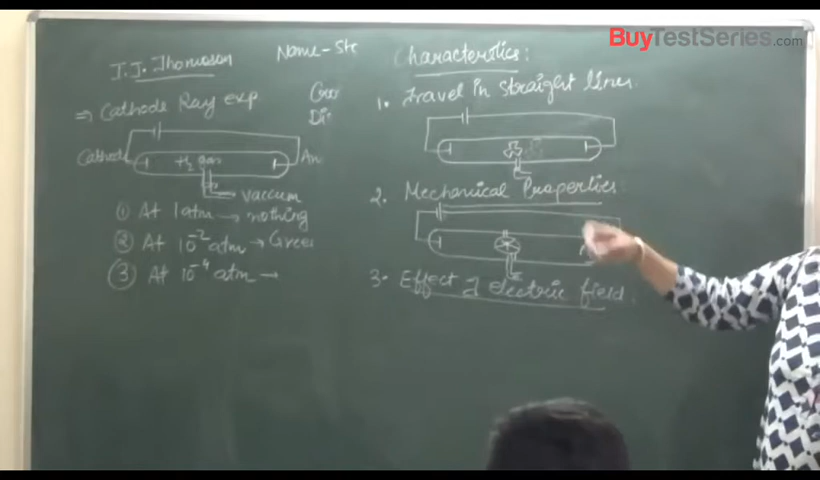 BuyTestSeries.com
J.J. Thomoson
Name-Ste
⇒ Cathode Ray exp
Cathode
H2 gas
An
vaccum
① At 1 atm → nothing
② At 10^-2 atm → Green
③ At 10^-4 atm →
Characterstics:
1. Travel in straight lines
2. Mechanical Properties
3. Effect of electric field.